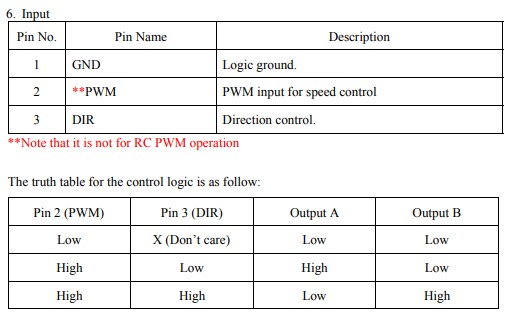 6. Input
Pin No. Pin Name Description
1 GND Logic ground.
2 **PWM PWM input for speed control
3 DIR Direction control.
**Note that it is not for RC PWM operation
The truth table for the control logic is as follow:
Pin 2 (PWM) Pin 3 (DIR) Output A Output B
Low X (Don’t care) Low Low
High Low High Low
High High Low High